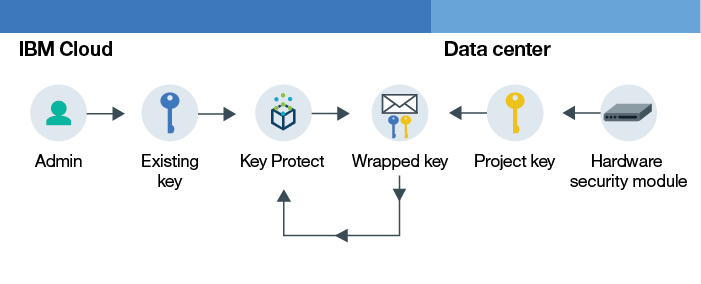 IBM Cloud
Data center
Admin
Existing
key
Key Protect
Wrapped key
Project key
Hardware
security module